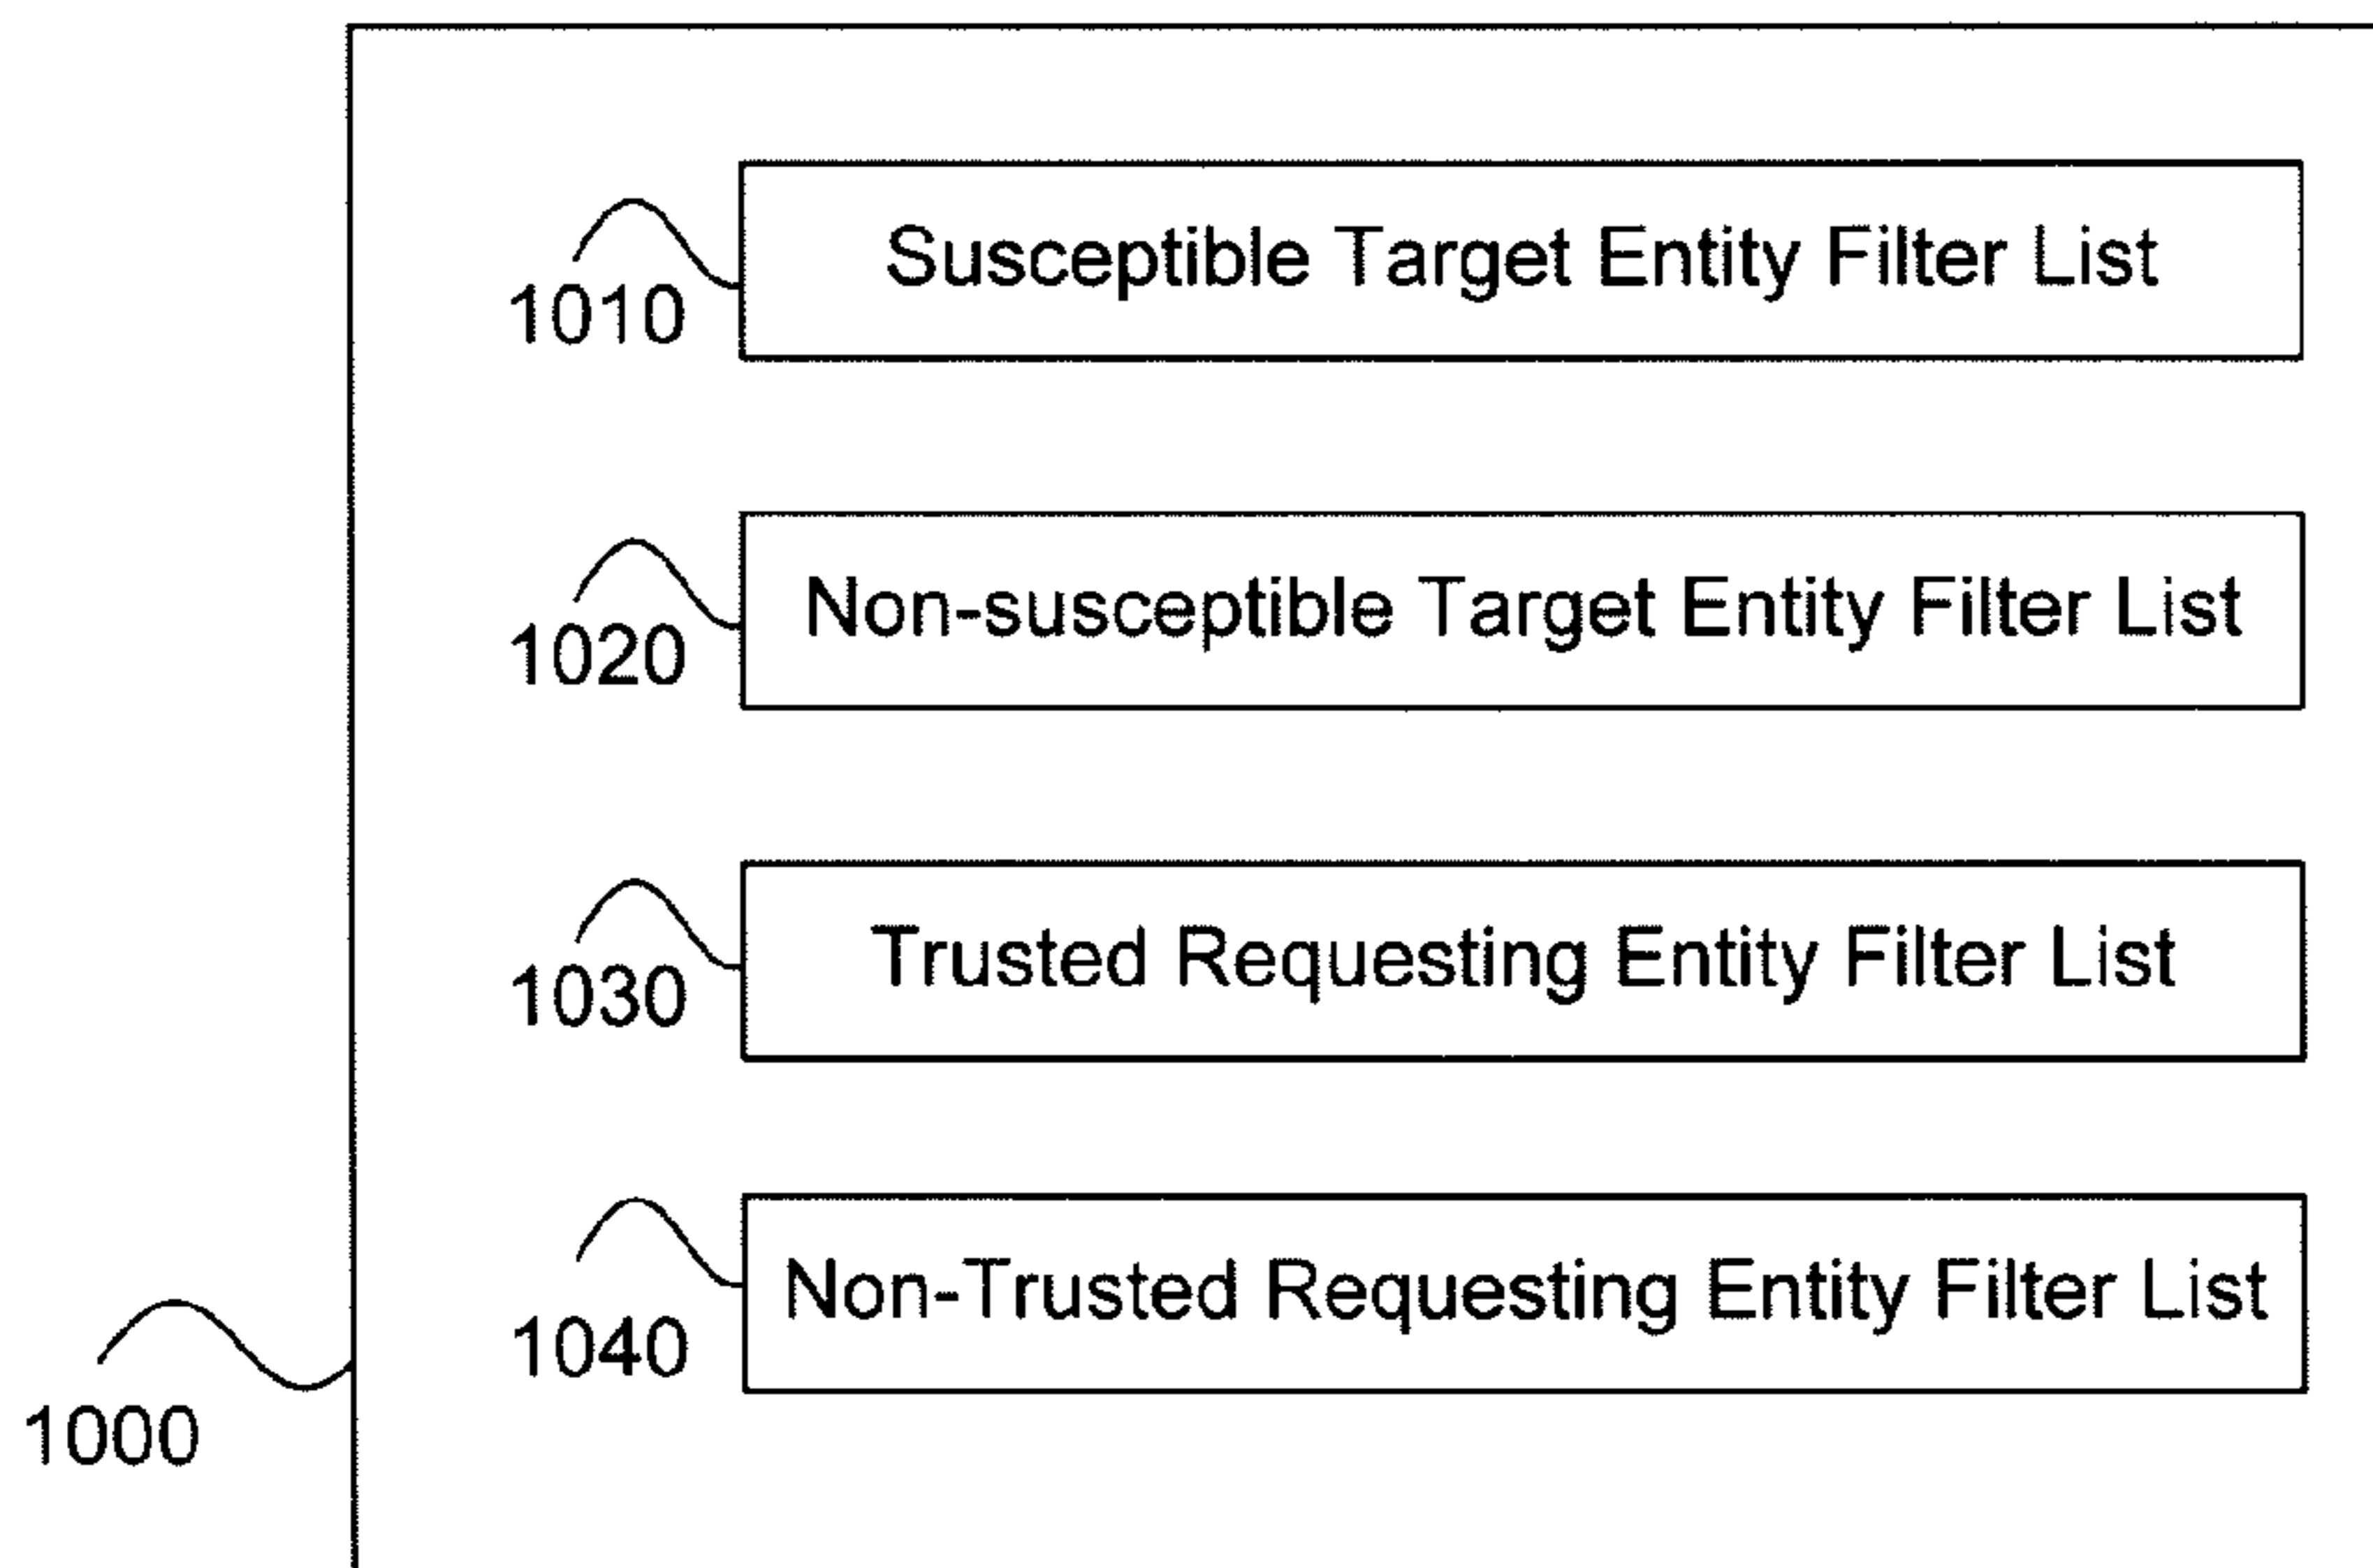 Susceptible Target Entity Filter List
1010
Non-susceptible Target Entity Filter List
1020
Trusted Requesting Entity Filter List
1030
Non-Trusted Requesting Entity Filter List
1040
1000